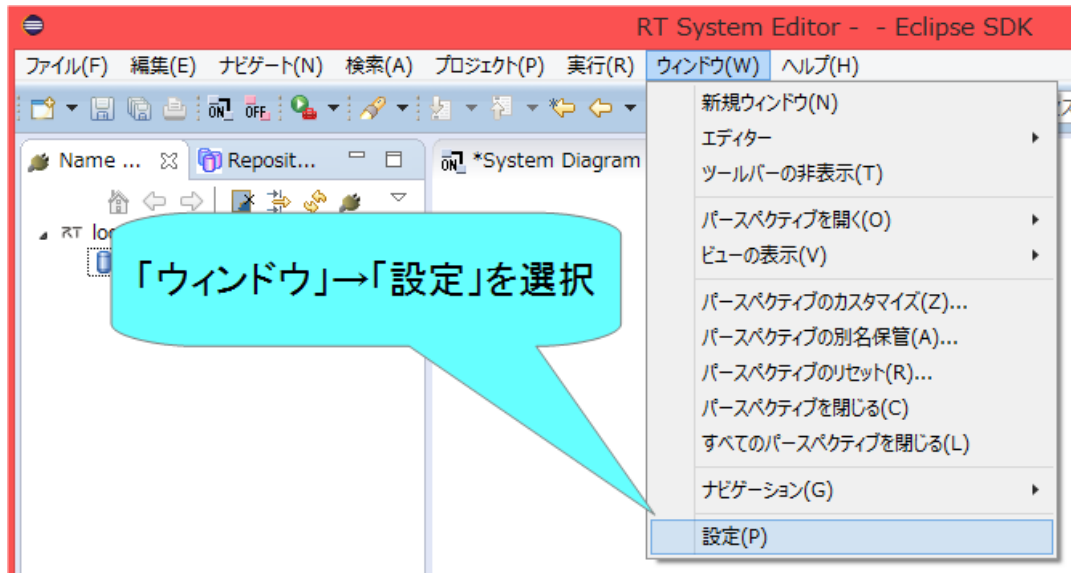 RT System Editor - - Eclipse SDK
ファイル(F) 編集(E) ナビゲート(N) 検索(A) プロジェクト(P) 実行(R) ウィンドウ(W) ヘルプ(H)
ON OFF
Name ... Reposit... ON *System Diagram
RT
「ウィンドウ」→「設定」を選択
新規ウィンドウ(N)
エディター
ツールバーの非表示(T)
パースペクティブを開く(O)
ビューの表示(V)
パースペクティブのカスタマイズ(Z)...
パースペクティブの別名保管(A)...
パースペクティブのリセット(R)...
パースペクティブを閉じる(C)
すべてのパースペクティブを閉じる(L)
ナビゲーション(G)
設定(P)